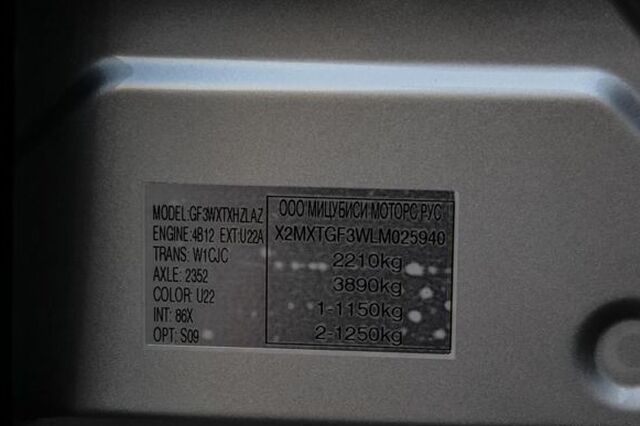 MODEL:GF3WXTXHZLAZ
ENGINE:4B12 EXT:U22A
TRANS: W1CJC
AXLE: 2352
COLOR: U22
INT: 86X
OPT: S09
ООО МИЦУБИСИ МОТОРС РУС
X2MXTGF3WLM025940
2210kg
3890kg
1-1150kg
2-1250kg